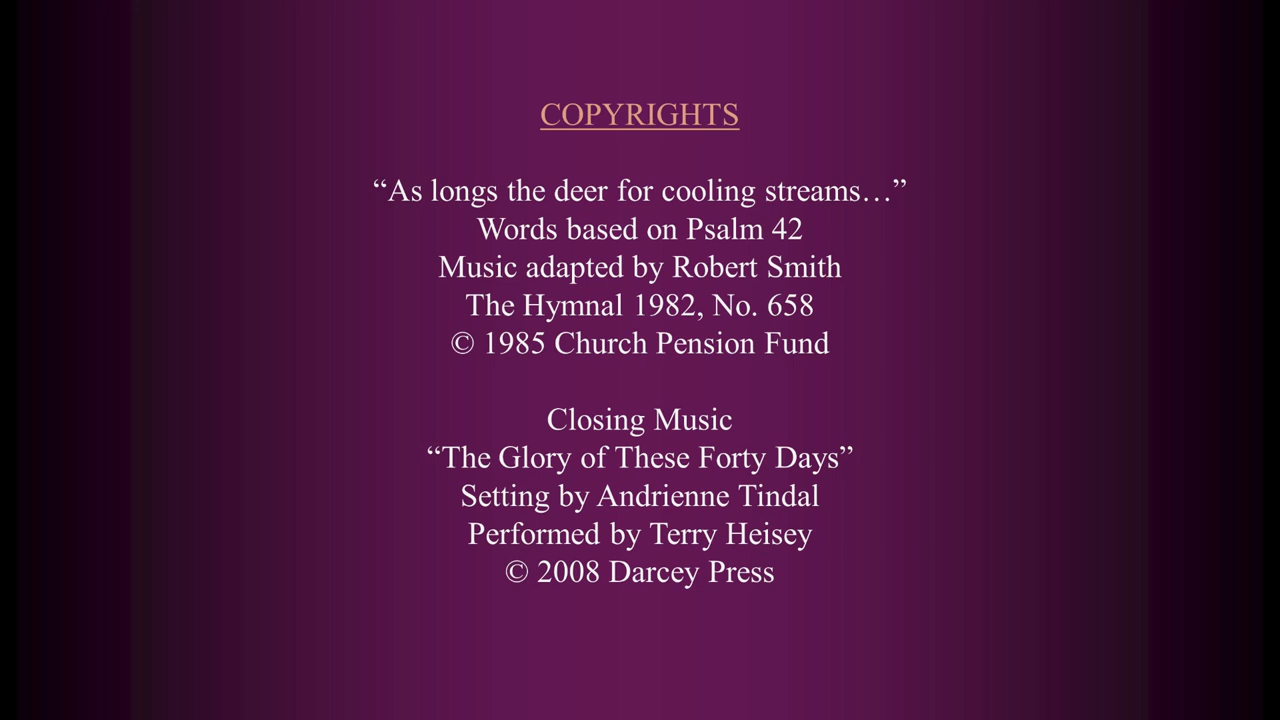 COPYRIGHTS
“As longs the deer for cooling streams…”
Words based on Psalm 42
Music adapted by Robert Smith
The Hymnal 1982, No. 658
© 1985 Church Pension Fund
Closing Music
“The Glory of These Forty Days”
Setting by Andrienne Tindal
Performed by Terry Heisey
© 2008 Darcey Press